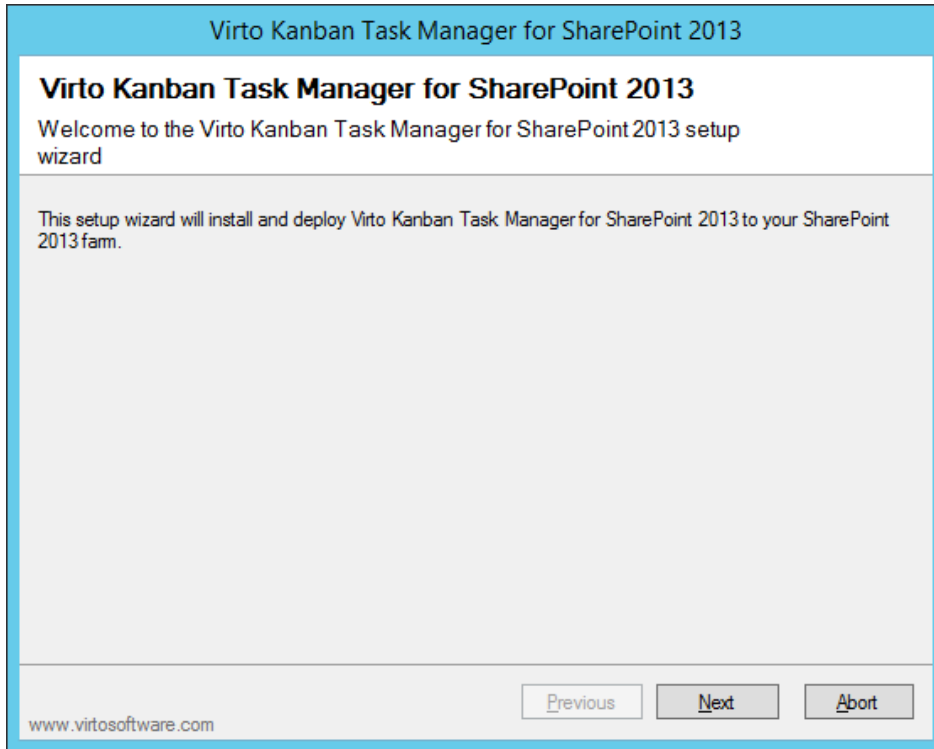 Virto Kanban Task Manager for SharePoint 2013
Virto Kanban Task Manager for SharePoint 2013
Welcome to the Virto Kanban Task Manager for SharePoint 2013 setup
wizard
This setup wizard will install and deploy Virto Kanban Task Manager for SharePoint 2013 to your SharePoint
2013 farm.
Previous Next Abort
www.virtosoftware.com